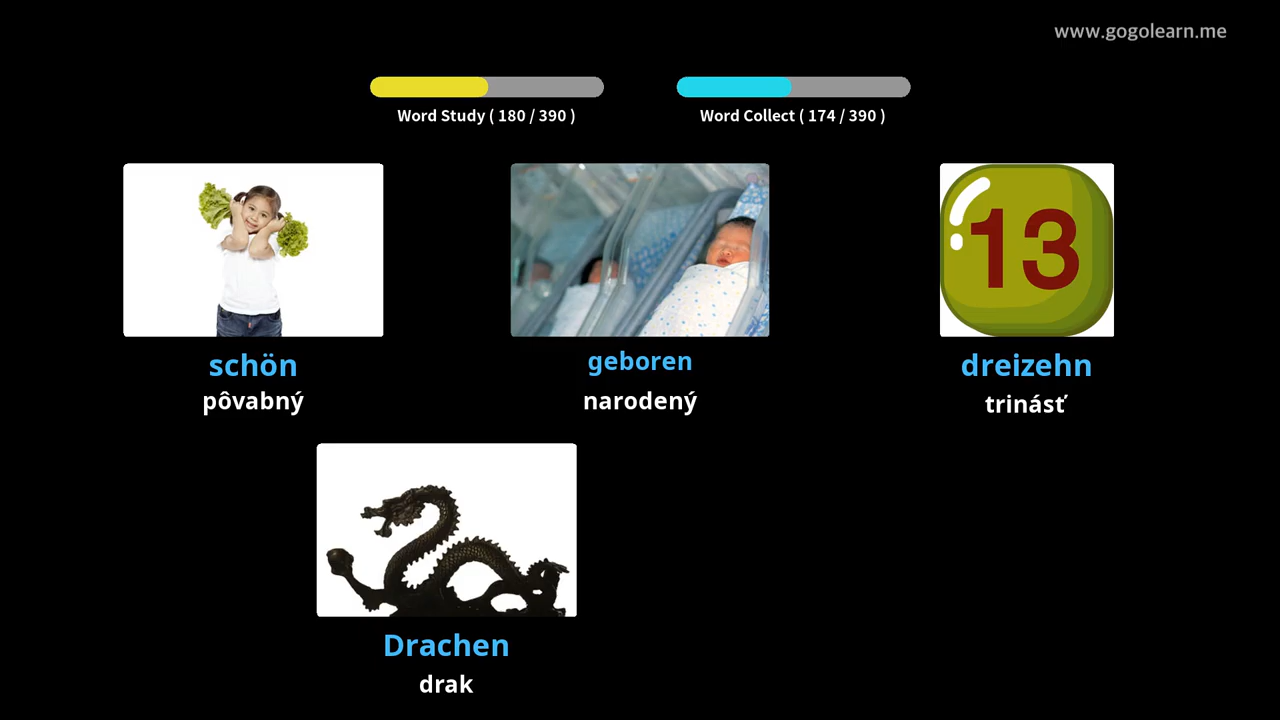 www.gogolearn.me
Word Study ( 180 / 390 )
Word Collect ( 174 / 390 )
13
schön
geboren
dreizehn
pôvabný
narodený
trinásť
Drachen
drak